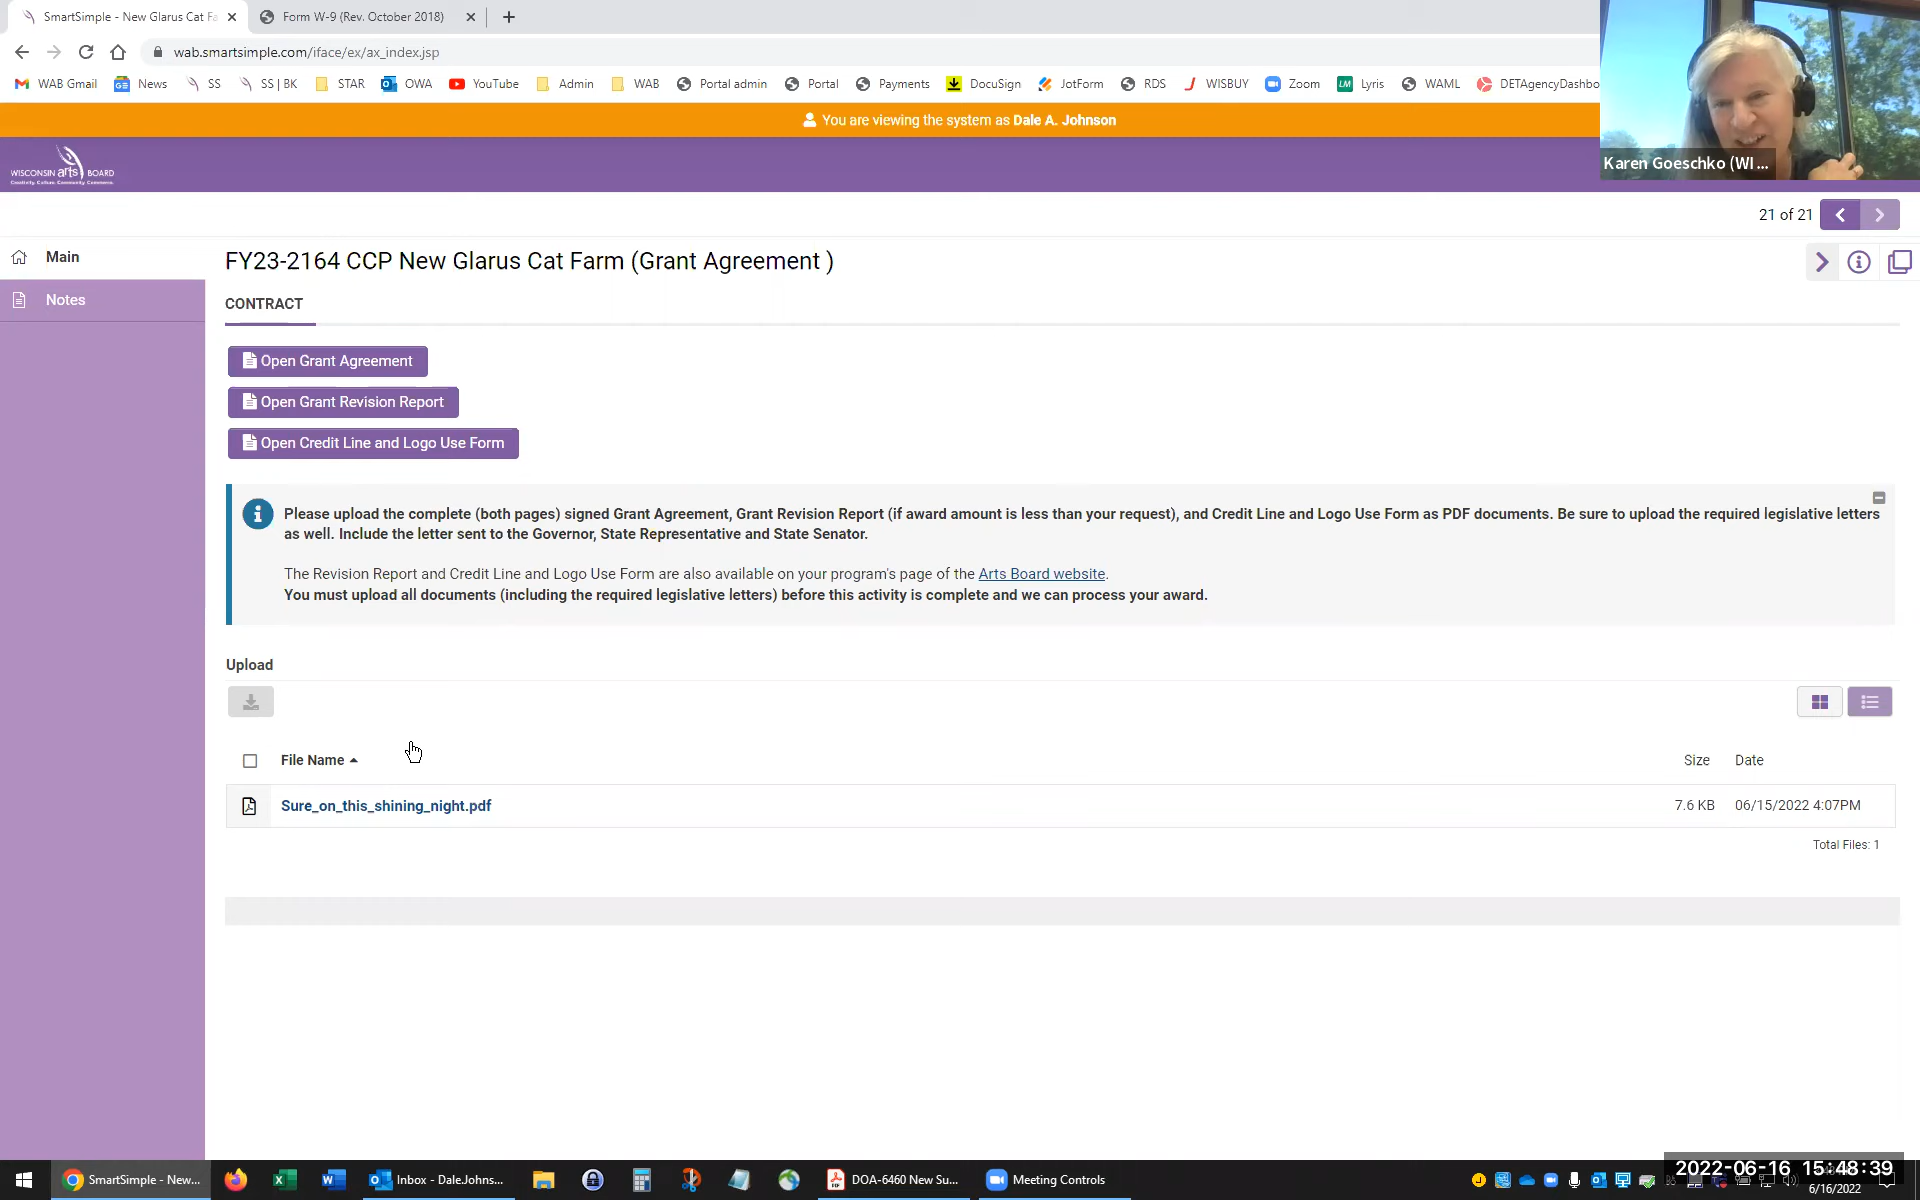 SmartSimple - New Glarus Cat Fa
Form W-9 (Rev. October 2018)
wab.smartsimple.com/iface/ex/ax_index.jsp
WAB Gmail
News
SS
SS | BK
STAR
OWA
YouTube
Admin
WAB
Portal admin
Portal
Payments
DocuSign
JotForm
RDS
WISBUY
Zoom
Lyris
WAML
DETAgencyDashbo
You are viewing the system as Dale A. Johnson
Karen Goeschko (WI ...
WISCONSIN arts BOARD
Creativity. Culture. Community. Commerce.
21 of 21
Main
Notes
FY23-2164 CCP New Glarus Cat Farm (Grant Agreement )
CONTRACT
Open Grant Agreement
Open Grant Revision Report
Open Credit Line and Logo Use Form
Please upload the complete (both pages) signed Grant Agreement, Grant Revision Report (if award amount is less than your request), and Credit Line and Logo Use Form as PDF documents. Be sure to upload the required legislative letters
as well. Include the letter sent to the Governor, State Representative and State Senator.
The Revision Report and Credit Line and Logo Use Form are also available on your program's page of the Arts Board website.
You must upload all documents (including the required legislative letters) before this activity is complete and we can process your award.
Upload
File Name
Size
Date
Sure_on_this_shining_night.pdf
7.6 KB
06/15/2022 4:07PM
Total Files: 1
SmartSimple - New...
Inbox - DaleJohns...
DOA-6460 New Su...
Meeting Controls
2022-06-16 15:48:39
6/16/2022